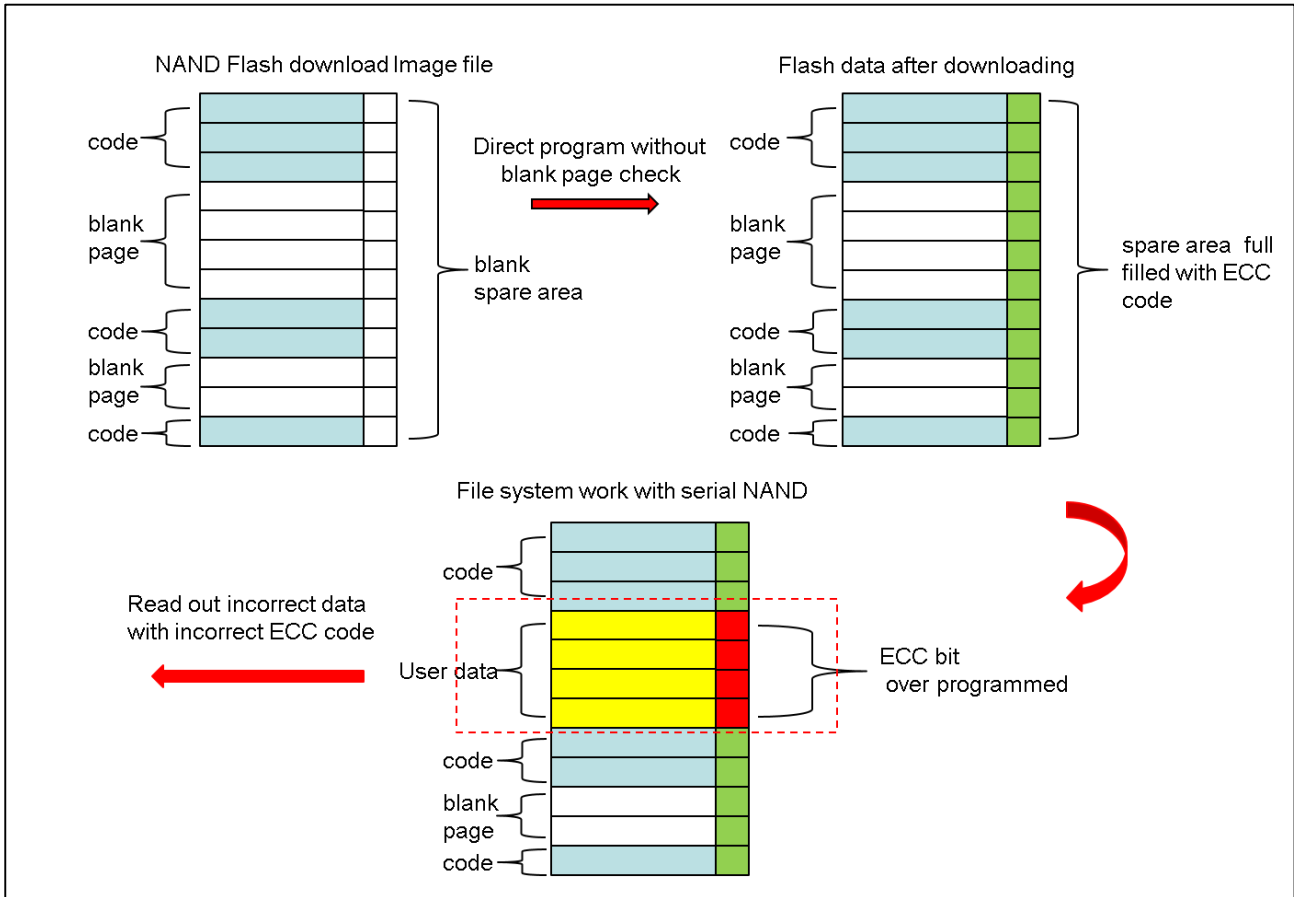 NAND Flash download Image file
code
blank
page
code
blank
page
code
blank
spare area
Direct program without
blank page check
Flash data after downloading
code
blank
page
code
blank
page
code
spare area full
filled with ECC
code
File system work with serial NAND
code
User data
code
blank
page
code
ECC bit
over programmed
Read out incorrect data
with incorrect ECC code